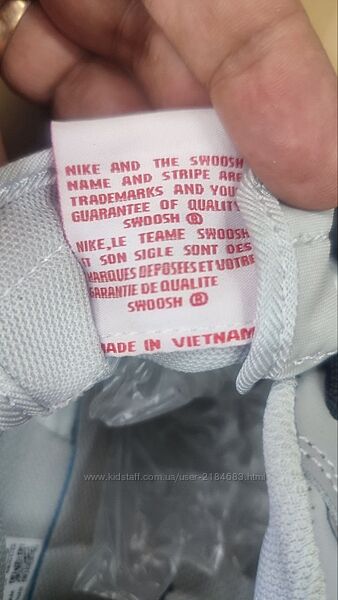 NIKE AND THE SWOOSH
NAME AND STRIPE ARE
TRADEMARKS AND YOU
GUARANTEE OF QUALITY
SWOOSH ®
NIKE,LE TEAME SWOOSH
T SON SIGLE SONT DES
MARQUES DEPOSEES ET VOTRE
GARANTIE DE QUALITE
SWOOSH ®
MADE IN VIETNAM
www.kidstaff.com.ua/user-2184683.html